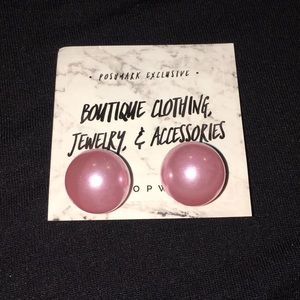 • POSHMARK EXCLUSIVE •
BOUTIQUE CLOTHING,
JEWELRY, & ACCESSORIES